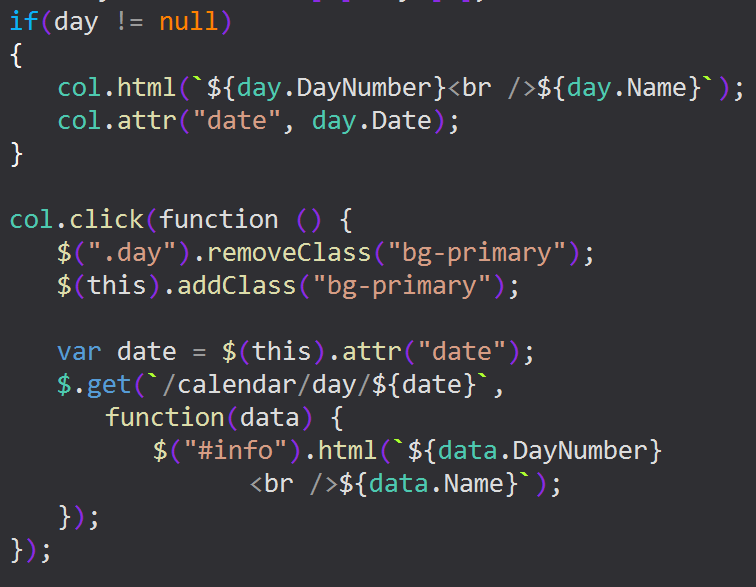 if(day != null)
{
col.html(`${day.DayNumber}<br />${day.Name}`);
col.attr("date", day.Date);
}
col.click(function () {
$(".day").removeClass("bg-primary");
$(this).addClass("bg-primary");
var date = $(this).attr("date");
$.get(`/calendar/day/${date}`,
function(data) {
$("#info").html(`${data.DayNumber}
<br />${data.Name}`);
});
});